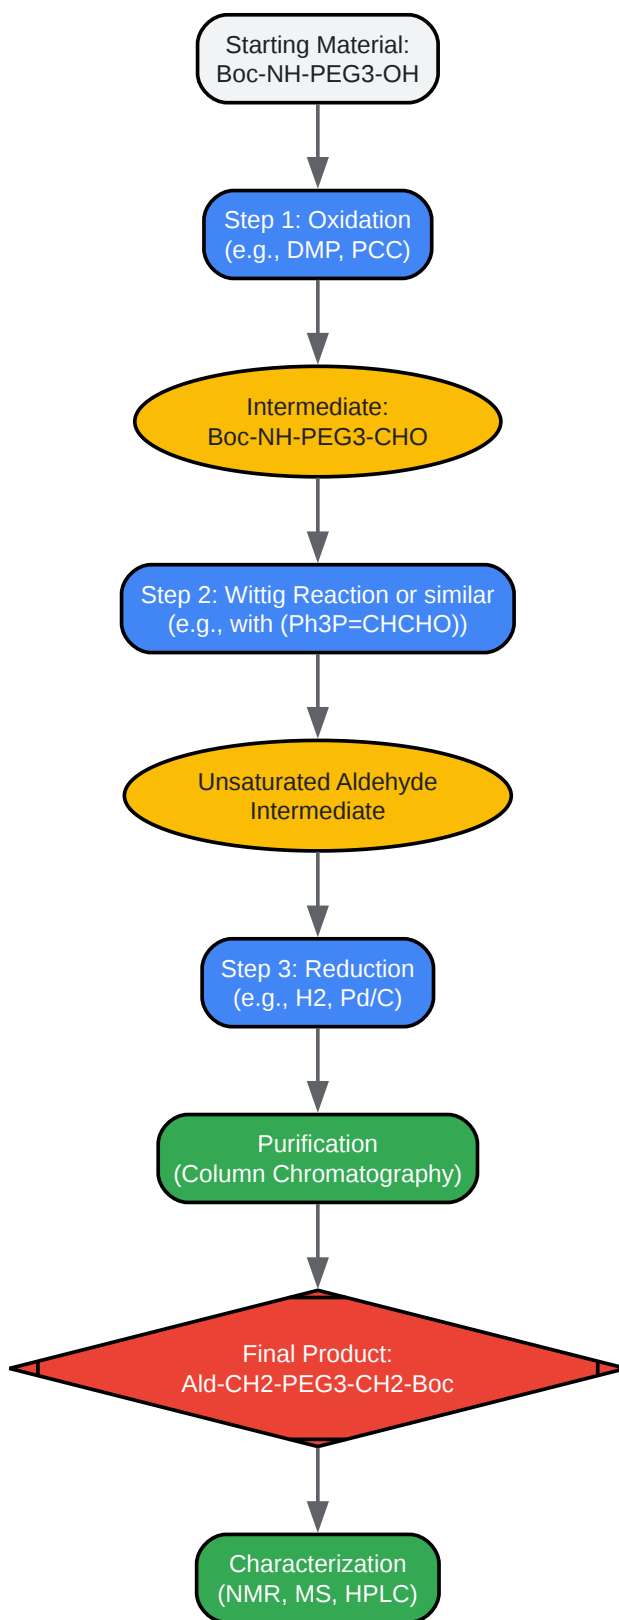 Starting Material:
Boc-NH-PEG3-OH
Step 1: Oxidation
(e.g., DMP, PCC)
Intermediate:
Boc-NH-PEG3-CHO
Step 2: Wittig Reaction or similar
(e.g., with (Ph3P=CHCHO))
Unsaturated Aldehyde
Intermediate
Step 3: Reduction
(e.g., H2, Pd/C)
Purification
(Column Chromatography)
Final Product:
Ald-CH2-PEG3-CH2-Boc
Characterization
(NMR, MS, HPLC)